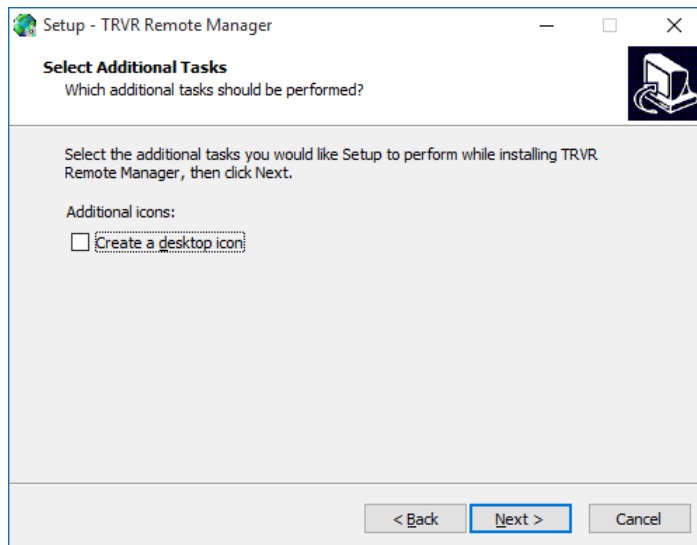 Setup - TRVR Remote Manager
Select Additional Tasks
Which additional tasks should be performed?
Select the additional tasks you would like Setup to perform while installing TRVR
Remote Manager, then click Next.
Additional icons:
Create a desktop icon
< Back
Next >
Cancel